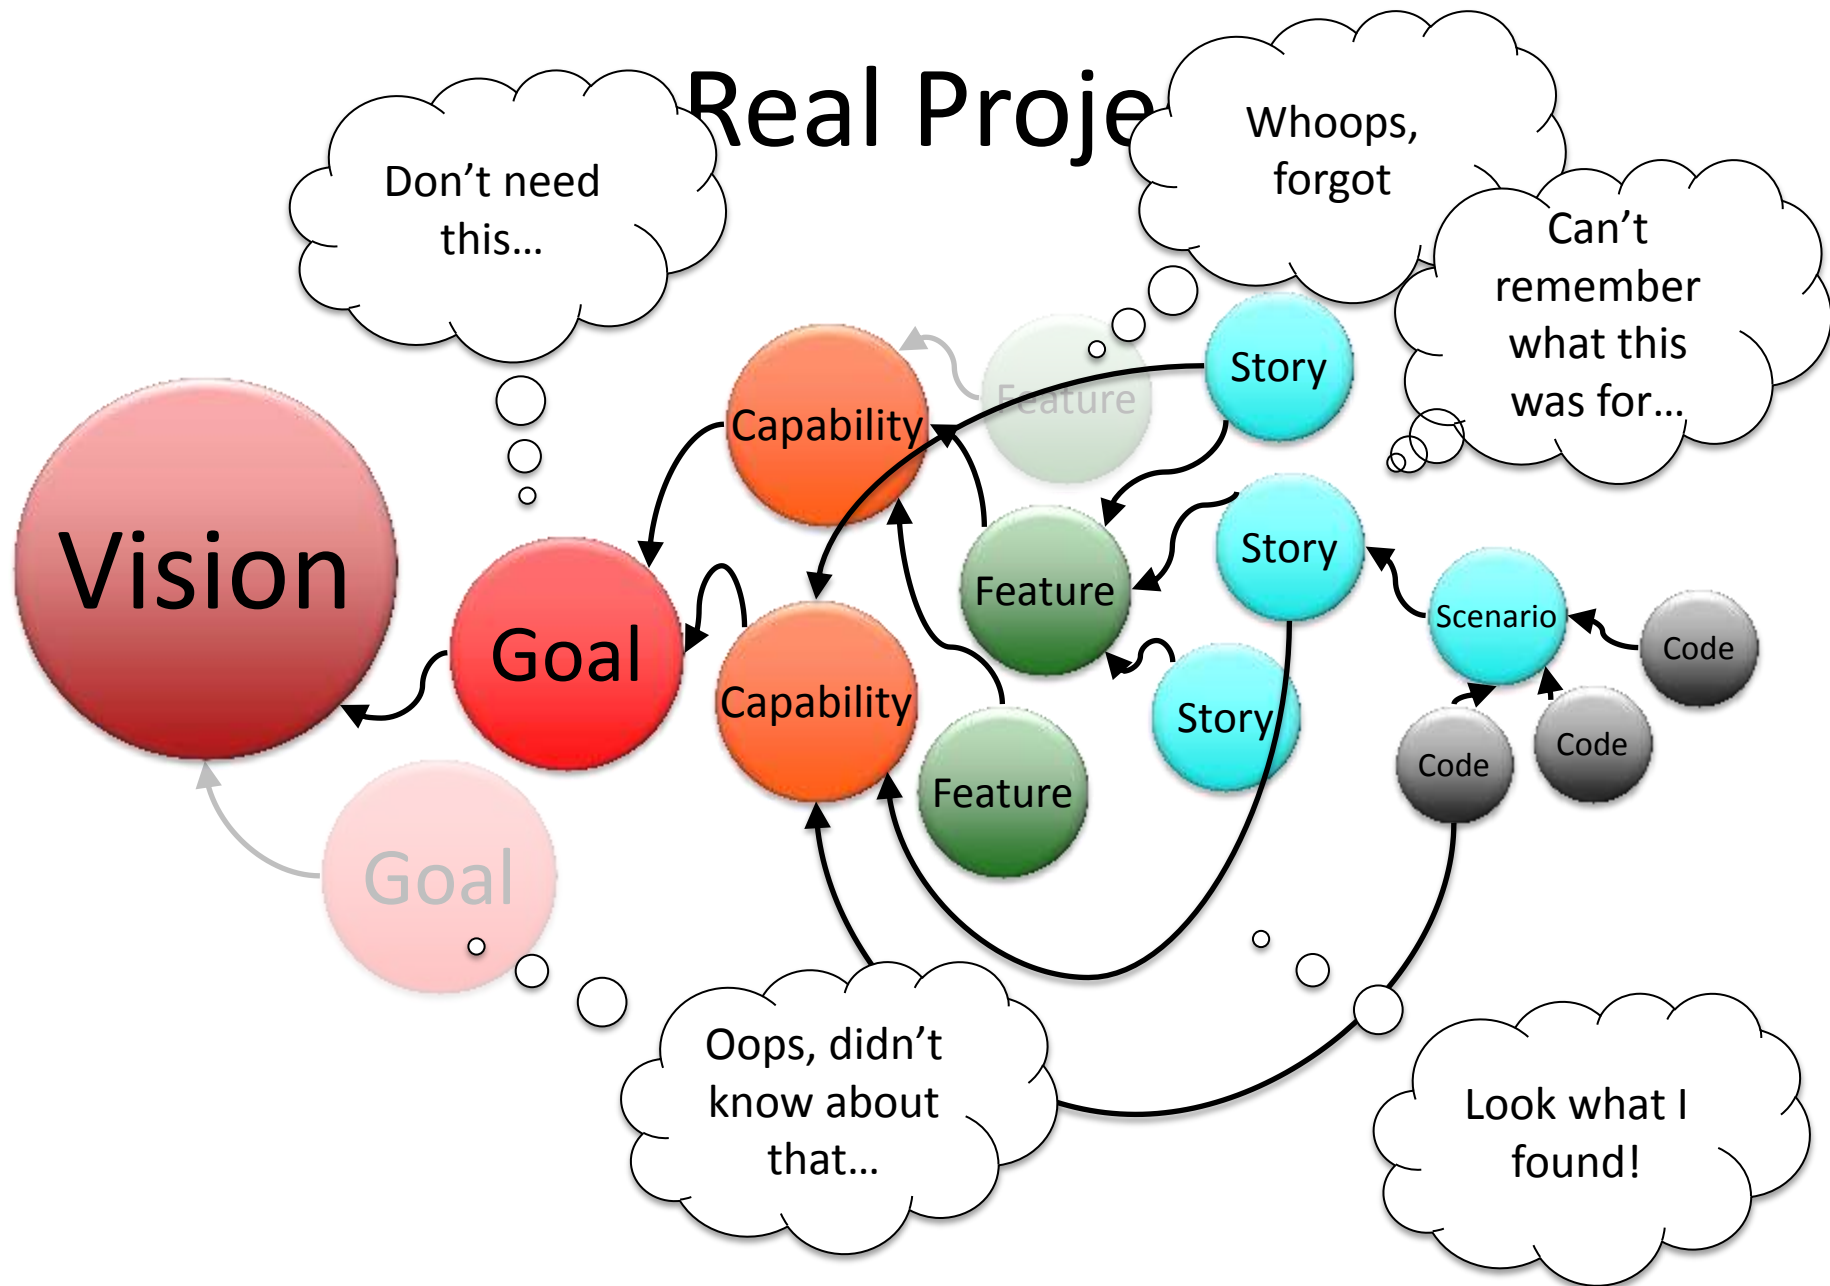 Real Proje
Don't need
this...
Whoops,
forgot
Can't
remember
what this
was for...
Vision
Goal
Goal
Capability
Capability
Feature
Feature
Feature
Story
Story
Story
Scenario
Code
Code
Code
Oops, didn't
know about
that...
Look what I
found!